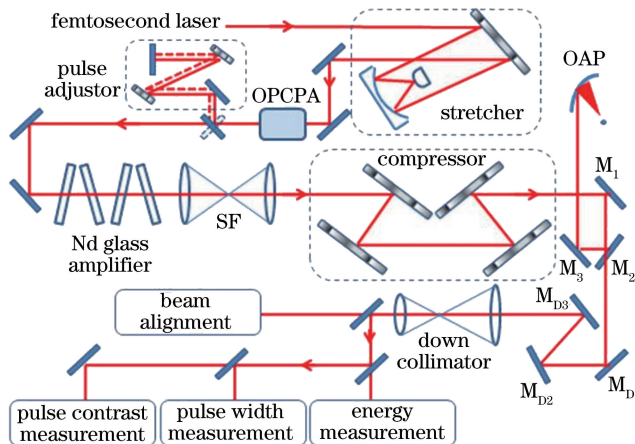 femtosecond laser
pulse
adjustor
OPCPA
stretcher
OAP
compressor
M1
SF
Nd glass
amplifier
M3
M2
beam
alignment
MD3
down
collimator
MD2
MD
pulse contrast
measurement
pulse width
measurement
energy
measurement